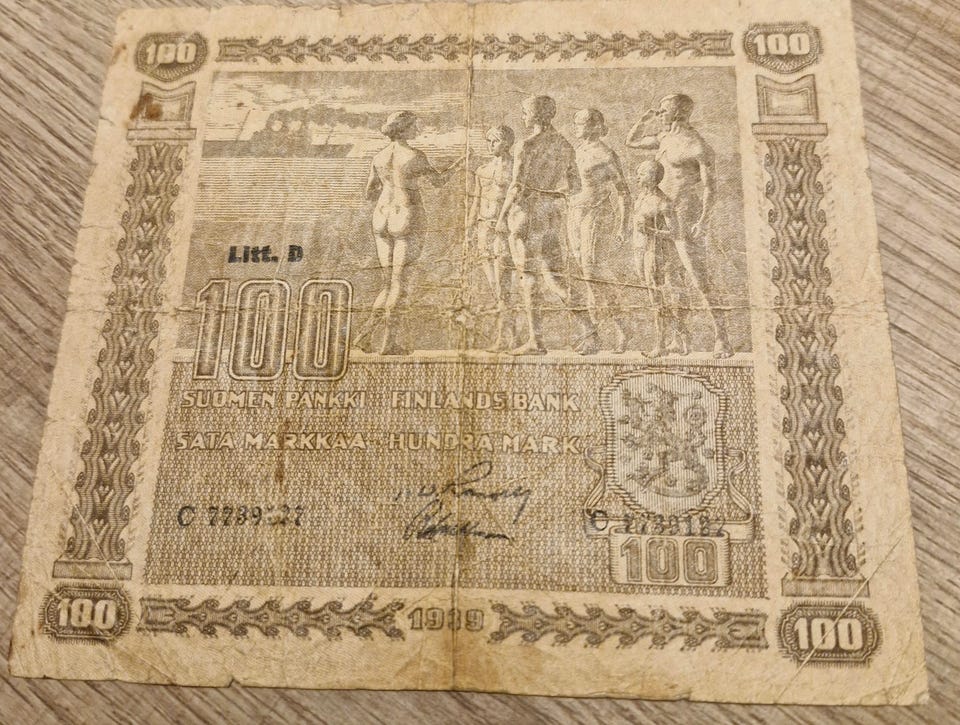 100 100
Litt. D
100
SUOMEN PANKKI FINLANDS BANK
SATA MARKKAA HUNDRA MARK
C
100
100 1939 100